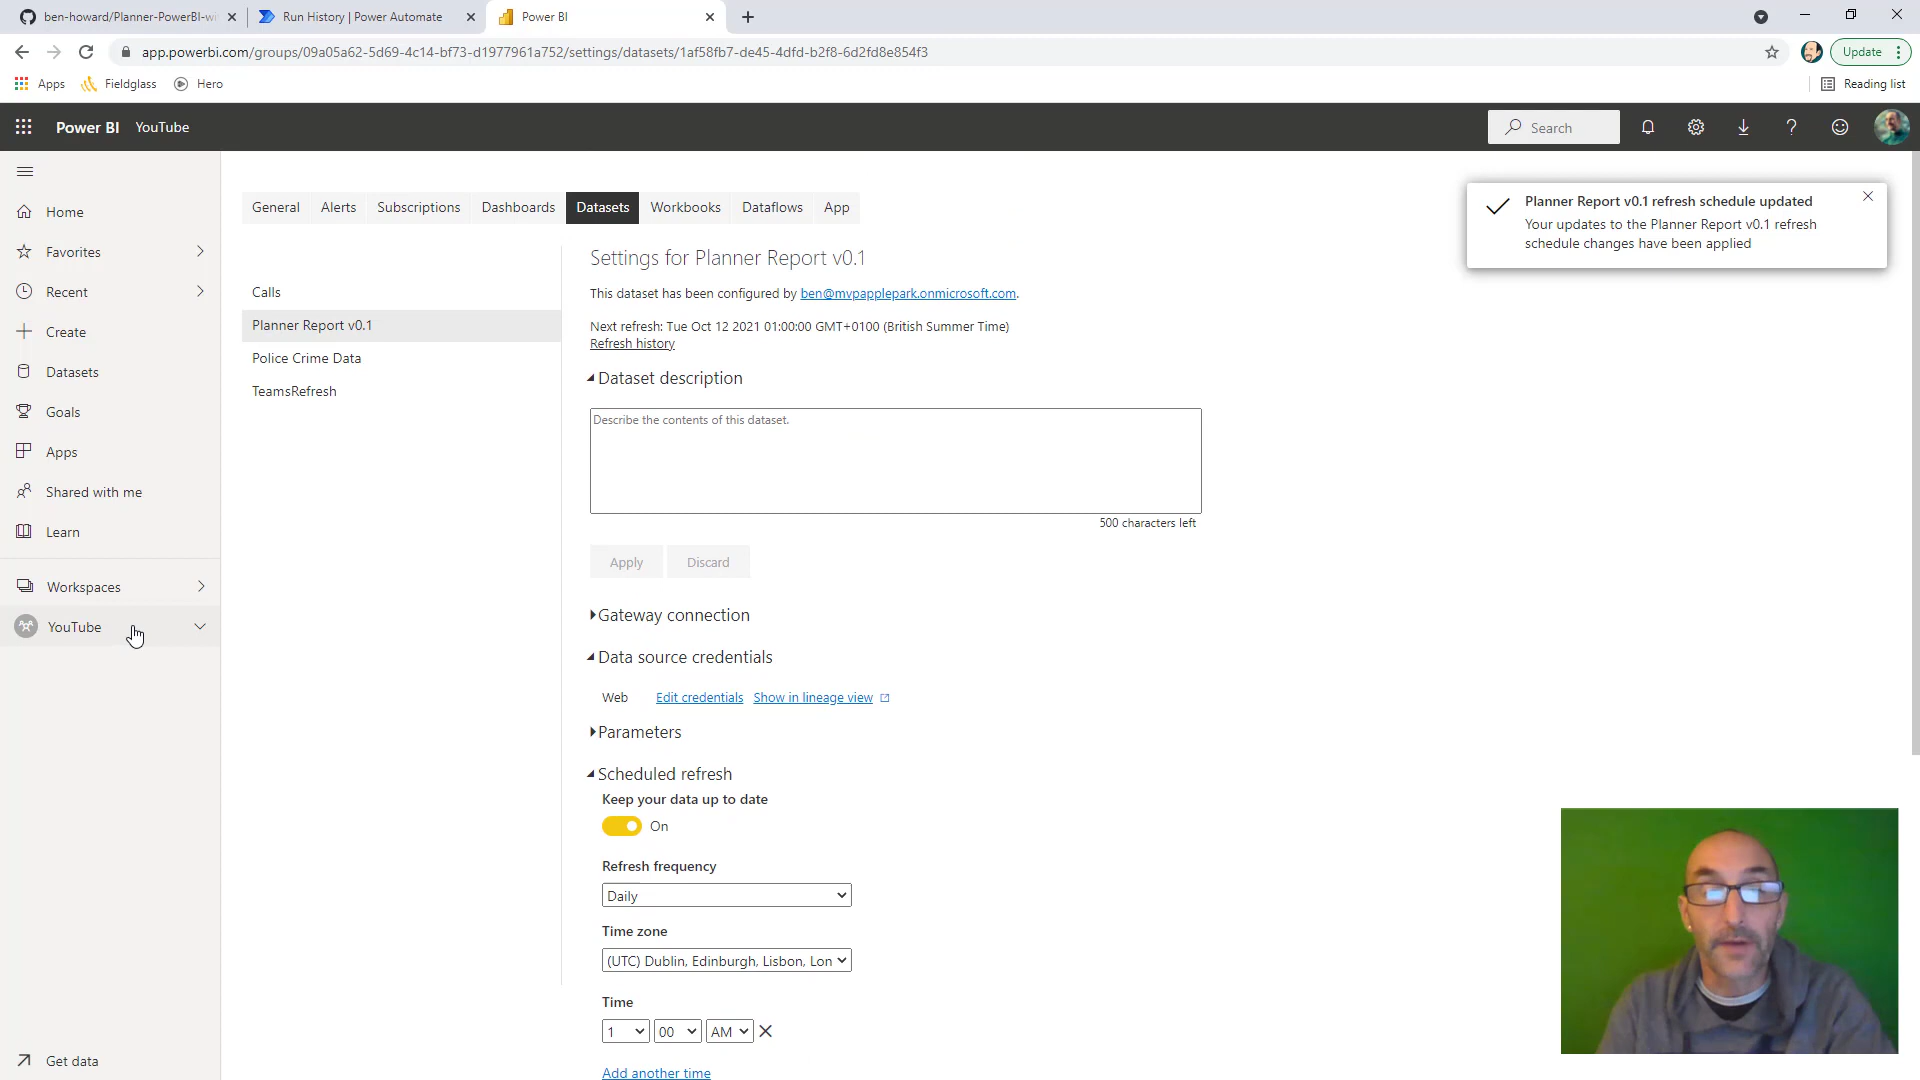 ben-howard/Planner-PowerBI-wi
Run History | Power Automate
Power BI
app.powerbi.com/groups/09a05a62-5d69-4c14-bf73-d1977961a752/settings/datasets/1af58fb7-de45-4dfd-b2f8-6d2fd8e854f3
Update
Apps
Fieldglass
Hero
Reading list
Power BI
YouTube
Search
General
Alerts
Subscriptions
Dashboards
Datasets
Workbooks
Dataflows
App
Planner Report v0.1 refresh schedule updated
Your updates to the Planner Report v0.1 refresh
schedule changes have been applied
Home
Favorites
Recent
Create
Datasets
Goals
Apps
Shared with me
Learn
Workspaces
YouTube
Get data
Calls
Planner Report v0.1
Police Crime Data
TeamsRefresh
Settings for Planner Report v0.1
This dataset has been configured by ben@mvpapplepark.onmicrosoft.com.
Next refresh: Tue Oct 12 2021 01:00:00 GMT+0100 (British Summer Time)
Refresh history
Dataset description
Describe the contents of this dataset.
500 characters left
Apply
Discard
Gateway connection
Data source credentials
Web
Edit credentials
Show in lineage view
Parameters
Scheduled refresh
Keep your data up to date
On
Refresh frequency
Daily
Time zone
(UTC) Dublin, Edinburgh, Lisbon, Lon
Time
1
00
AM
Add another time